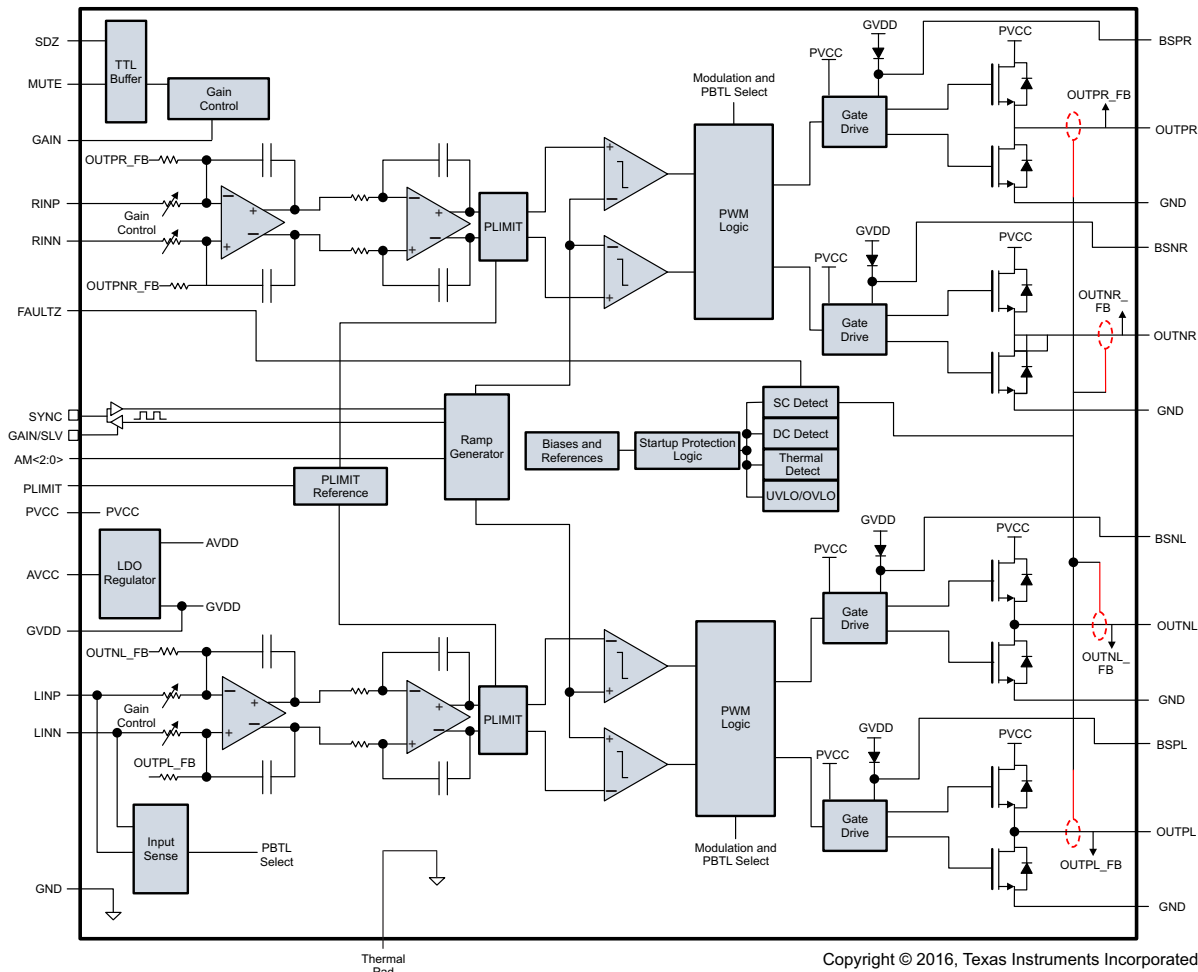 GVDD
PVCC
PVCC
BSPR
SDZ
TTL
Buffer
MUTE
Gain
Control
Modulation and
PBTL Select
OUTPR_FB
Gate
Drive
OUTPR
GAIN
OUTPR_FB
+
−
RINP
−
+
−
+
PLIMIT
PWM
Logic
GND
Gain
Control
RINN
+
−
+
−
−
+
GVDD
PVCC
PVCC
BSNR
OUTPNR_FB
OUTNR_
FB
FAULTZ
Gate
Drive
OUTNR
SYNC
GAIN/SLV
AM<2:0>
Ramp
Generator
Biases and
References
Startup Protection
Logic
SC Detect
DC Detect
Thermal
Detect
UVLO/OVLO
GND
PLIMIT
PLIMIT
Reference
PVCC
PVCC
GVDD
PVCC
PVCC
BSNL
AVDD
LDO
Regulator
AVCC
GVDD
GVDD
Gate
Drive
OUTNL
OUTNL_
FB
OUTNL_FB
−
+
LINP
−
+
−
+
PLIMIT
PWM
Logic
GND
Gain
Control
LINN
+
−
+
−
+
−
GVDD
PVCC
PVCC
BSPL
OUTPL_FB
Gate
Drive
OUTPL
OUTPL_FB
Input
Sense
PBTL
Select
Modulation and
PBTL Select
GND
GND
Thermal
Pad
Copyright © 2016, Texas Instruments Incorporated